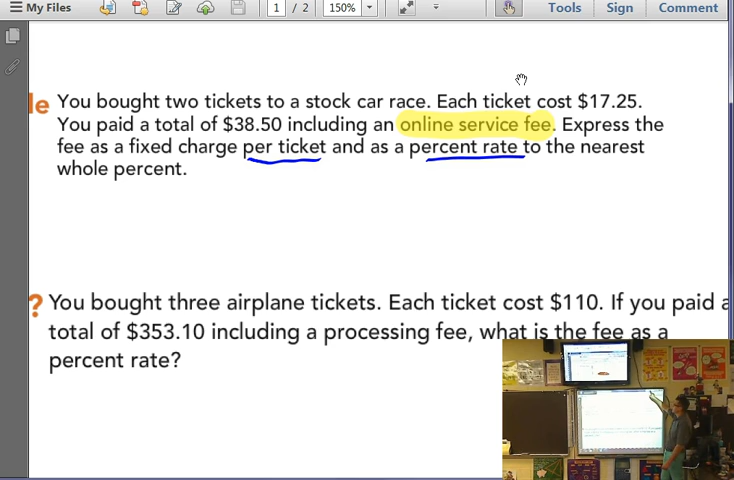 My Files
1 / 2
150%
Tools
Sign
Comment
le You bought two tickets to a stock car race. Each ticket cost $17.25.
You paid a total of $38.50 including an online service fee. Express the
fee as a fixed charge per ticket and as a percent rate to the nearest
whole percent.
? You bought three airplane tickets. Each ticket cost $110. If you paid a
total of $353.10 including a processing fee, what is the fee as a
percent rate?